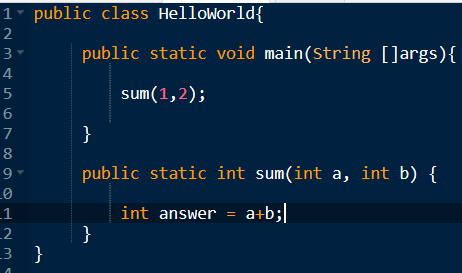 1 public class HelloWorld{
2
3 public static void main(String []args){
4
5 sum(1,2);
6
7 }
8
9 public static int sum(int a, int b) {
0
1 int answer = a+b;
2 }
3 }